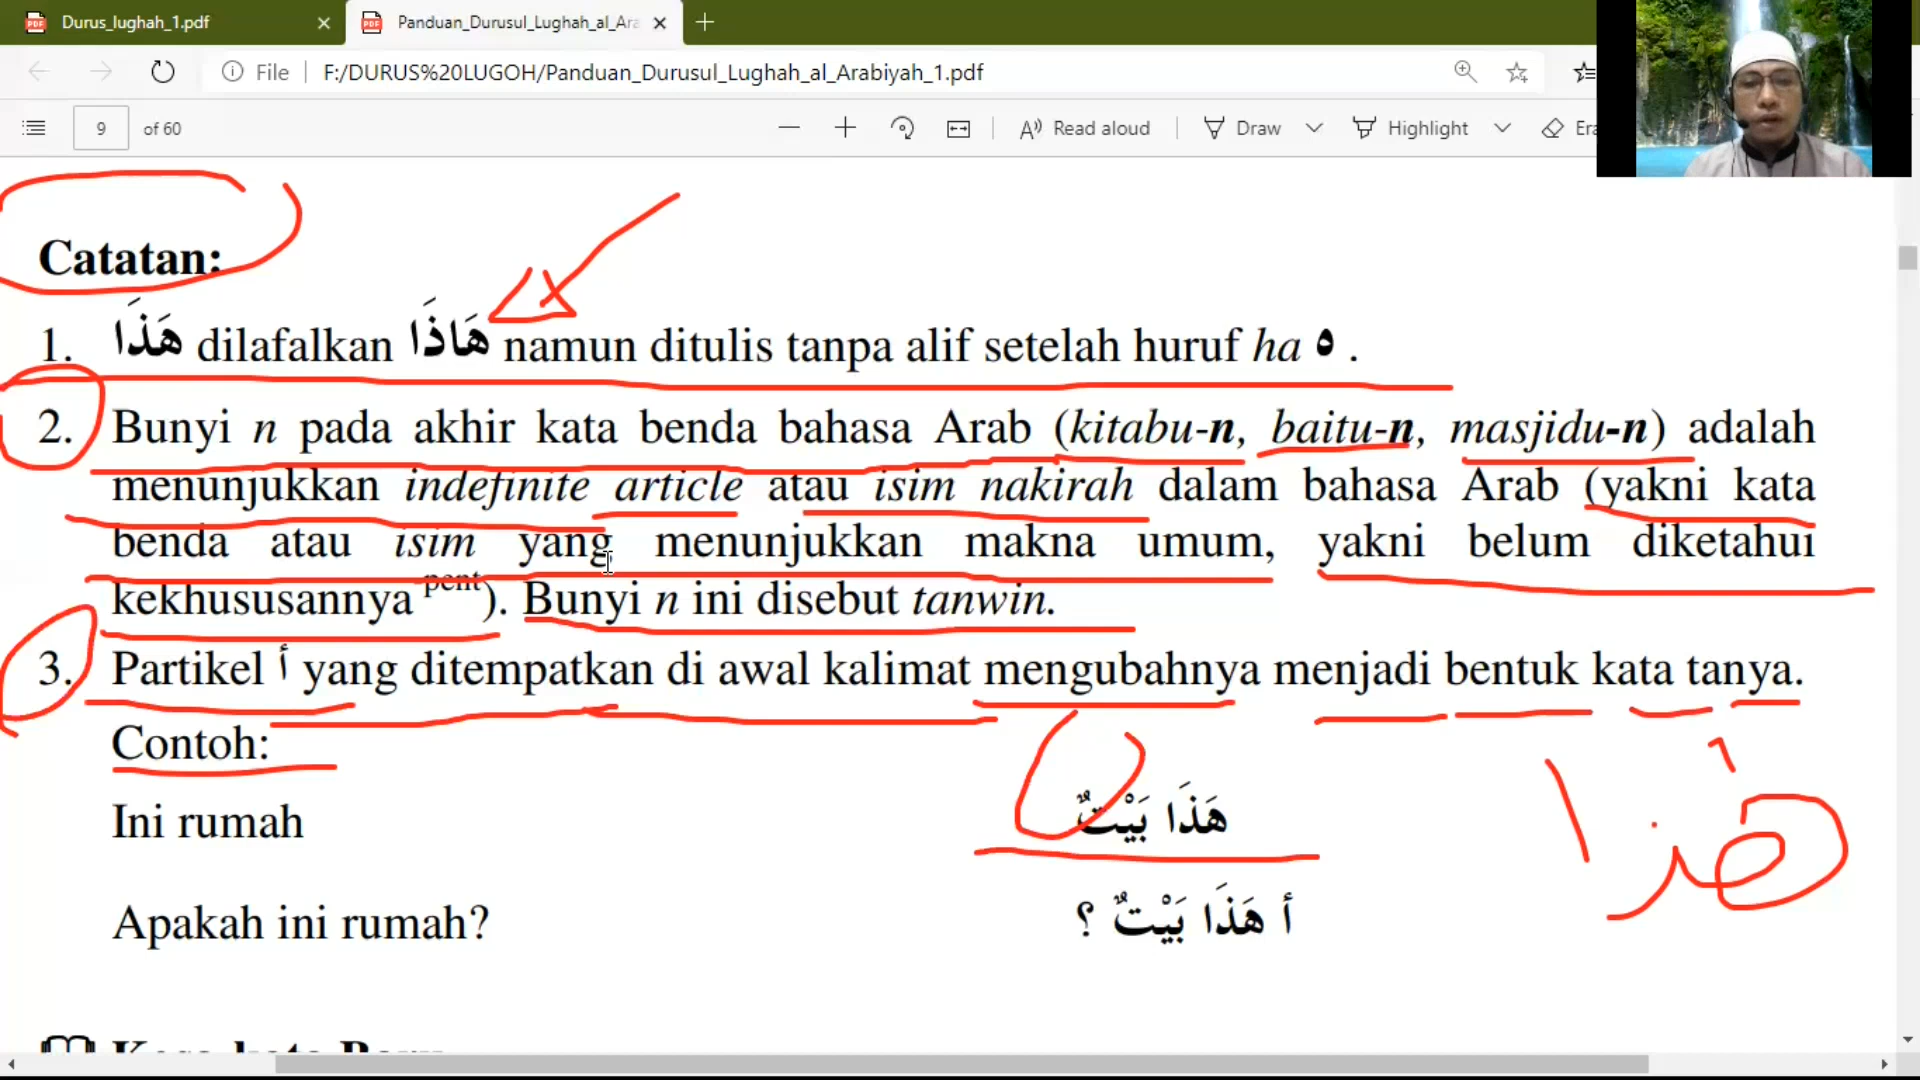 Durus_lughah_1.pdf
Panduan_Durusul_Lughah_al_Ara
File
F:/DURUS%20LUGOH/Panduan_Durusul_Lughah_al_Arabiyah_1.pdf
9 of 60
Read aloud
Draw
Highlight
Era
Catatan:
1. هَذَا dilafalkan هَاذَا namun ditulis tanpa alif setelah huruf ha ه .
2. Bunyi n pada akhir kata benda bahasa Arab (kitabu-n, baitu-n, masjidu-n) adalah
menunjukkan indefinite article atau isim nakirah dalam bahasa Arab (yakni kata
benda atau isim yang menunjukkan makna umum, yakni belum diketahui
kekhususannya pent). Bunyi n ini disebut tanwin.
3. Partikel أ yang ditempatkan di awal kalimat mengubahnya menjadi bentuk kata tanya.
Contoh:
Ini rumah هَذَا بَيْتٌ
هذا
Apakah ini rumah? أ هَذَا بَيْتٌ ؟